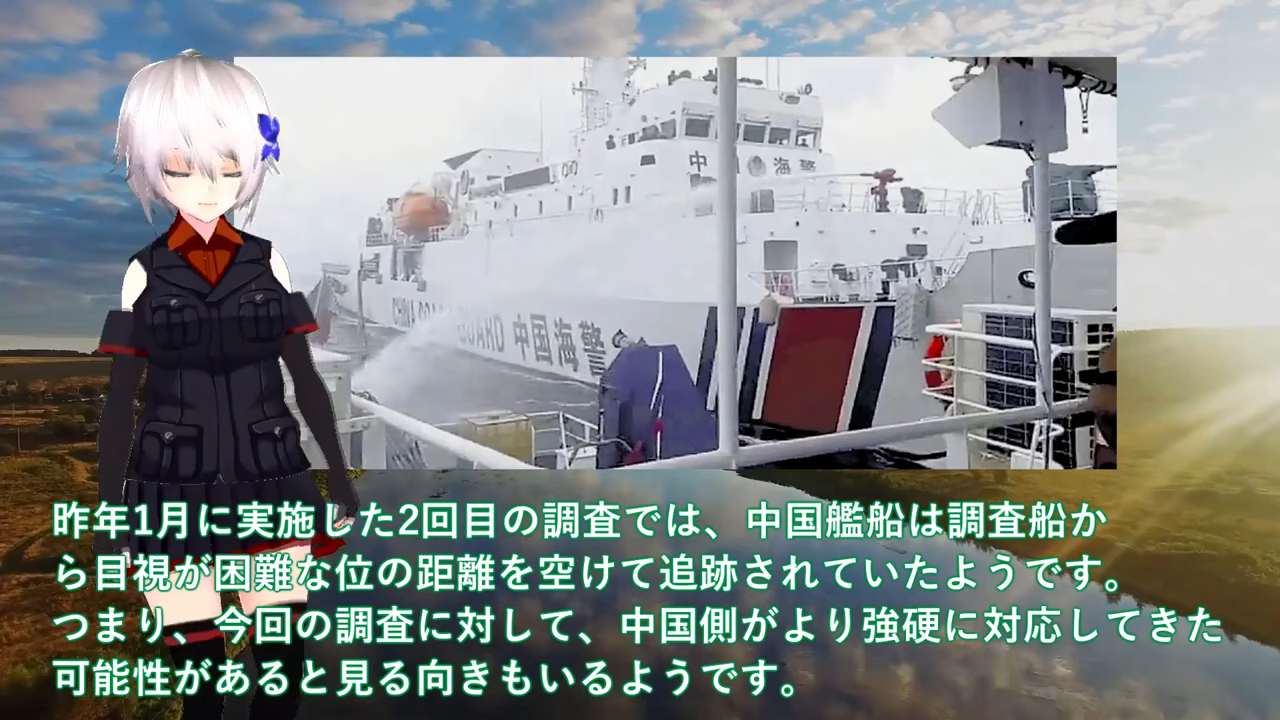 中国海警
CHINA COAST GUARD 中国海警
昨年1月に実施した2回目の調査では、中国艦船は調査船か
ら目視が困難な位の距離を空けて追跡されていたようです。
つまり、今回の調査に対して、中国側がより強硬に対応してきた
可能性があると見る向きもいるようです。